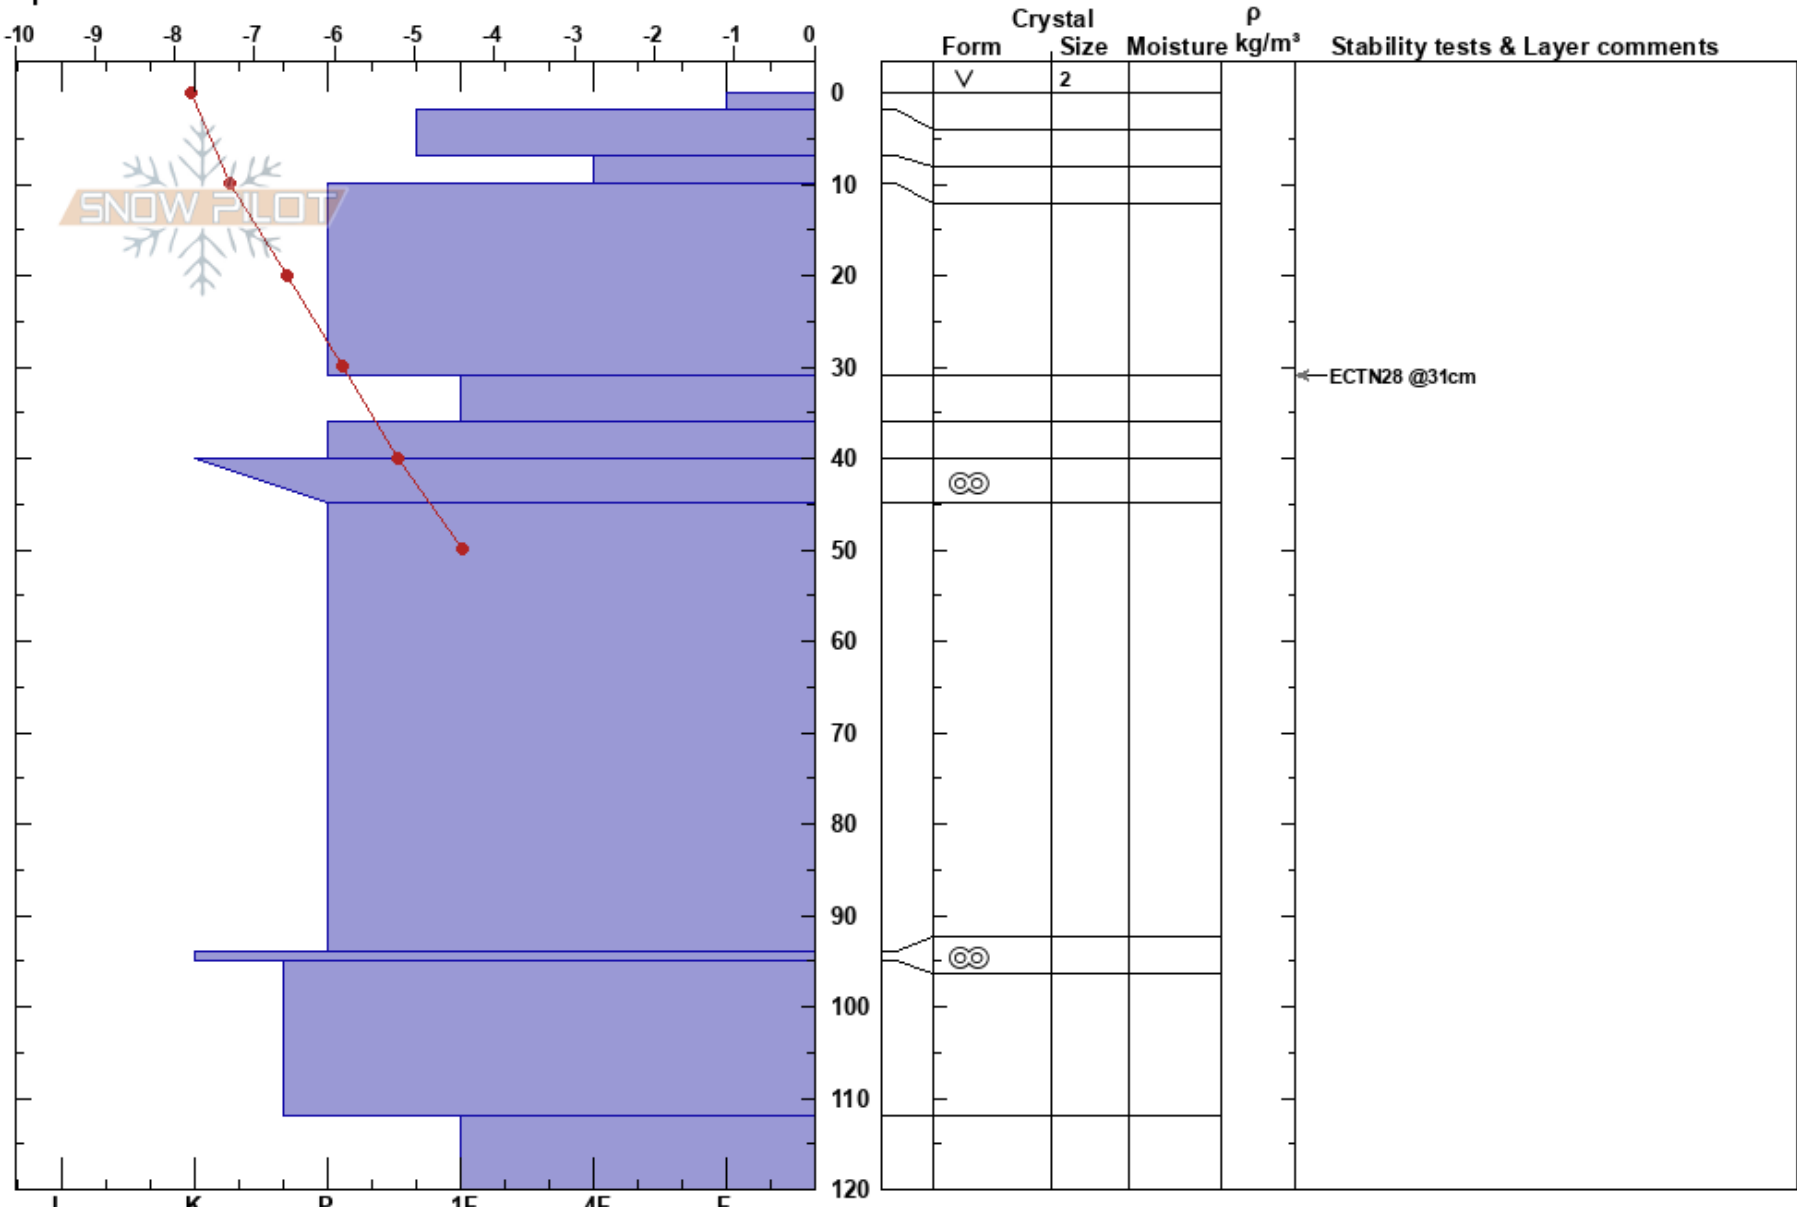 Crystal ρ
-10 -9 -8 -7 -6 -5 -4 -3 -2 -1 0
Form Size Moisture kg/m³ Stability tests & Layer comments
2
0
SNOW PILOT
10
20
30
ECTN28 @31cm
40
50
60
70
80
90
100
110
120
K P 1F 4F F